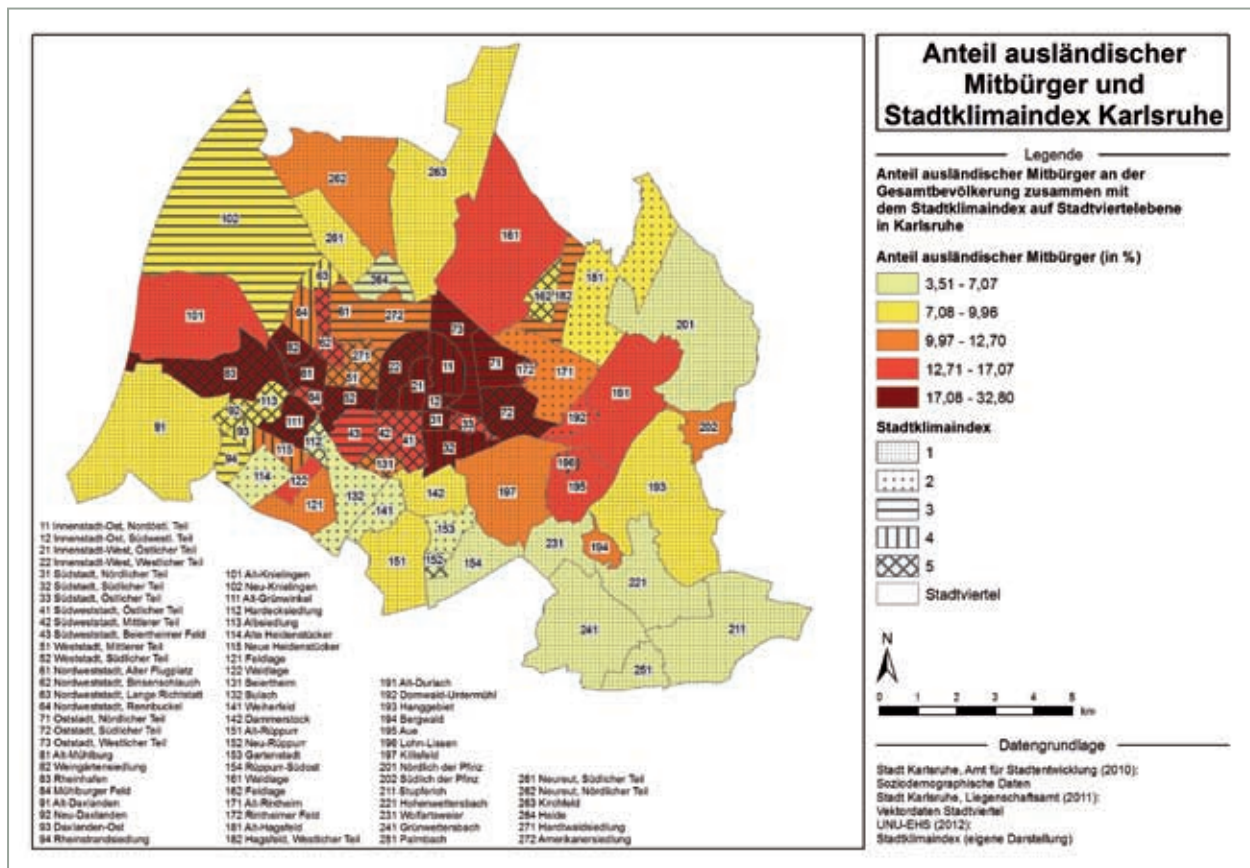 Anteil ausländischer
Mitbürger und
Stadtklimaindex Karlsruhe
Legende
Anteil ausländischer Mitbürger an der
Gesamtbevölkerung zusammen mit
dem Stadtklimaindex auf Stadtviertelebene
in Karlsruhe
Anteil ausländischer Mitbürger (in %)
3,51 - 7,07
7,08 - 9,96
9,97 - 12,70
12,71 - 17,07
17,08 - 32,80
Stadtklimaindex
1
2
3
4
5
Stadtviertel
N
0 1 2 3 4 5
km
Datengrundlage
Stadt Karlsruhe, Amt für Stadtentwicklung (2010):
Soziodemographische Daten
Stadt Karlsruhe, Liegenschaftsamt (2011):
Vektordaten Stadtviertel
UNU-EHS (2012):
Stadtklimaindex (eigene Darstellung)
11 Innenstadt-Ost, Nordöstl. Teil
12 Innenstadt-Ost, Südwestl. Teil
21 Innenstadt-West, Östlicher Teil
22 Innenstadt-West, Westlicher Teil
31 Südstadt, Nördlicher Teil
32 Südstadt, Südlicher Teil
33 Südstadt, Östlicher Teil
41 Südweststadt, Östlicher Teil
42 Südweststadt, Mittlerer Teil
43 Südweststadt, Beiertheimer Feld
51 Weststadt, Mittlerer Teil
52 Weststadt, Südlicher Teil
61 Nordweststadt, Alter Flugplatz
62 Nordweststadt, Binsenschlauch
63 Nordweststadt, Lange Richtstatt
64 Nordweststadt, Rennbuckel
71 Oststadt, Nördlicher Teil
72 Oststadt, Südlicher Teil
73 Oststadt, Westlicher Teil
81 Alt-Mühlburg
82 Weingärtensiedlung
83 Rheinhafen
84 Mühlburger Feld
91 Alt-Daxlanden
92 Neu-Daxlanden
93 Daxlanden-Ost
94 Rheinstrandsiedlung
101 Alt-Knielingen
102 Neu-Knielingen
111 Alt-Grünwinkel
112 Hardecksiedlung
113 Albsiedlung
114 Alte Heidenstücker
115 Neue Heidenstücker
121 Feldlage
122 Waldlage
131 Beiertheim
132 Bulach
141 Weiherfeld
142 Dammerstock
151 Alt-Rüppurr
152 Neu-Rüppurr
153 Gartenstadt
154 Rüppurr-Südost
161 Waldlage
162 Feldlage
171 Alt-Rintheim
172 Rintheimer Feld
181 Alt-Hagsfeld
182 Hagsfeld, Westlicher Teil
191 Alt-Durlach
192 Dornwald-Untermühl
193 Hanggebiet
194 Bergwald
195 Aue
196 Lohn-Lissen
197 Killisfeld
201 Nördlich der Pfinz
202 Südlich der Pfinz
211 Stupferich
221 Hohenwettersbach
231 Wolfartsweier
241 Grünwettersbach
251 Palmbach
261 Neureut, Südlicher Teil
262 Neureut, Nördlicher Teil
263 Kirchfeld
264 Heide
271 Hardtwaldsiedlung
272 Amerikanersiedlung